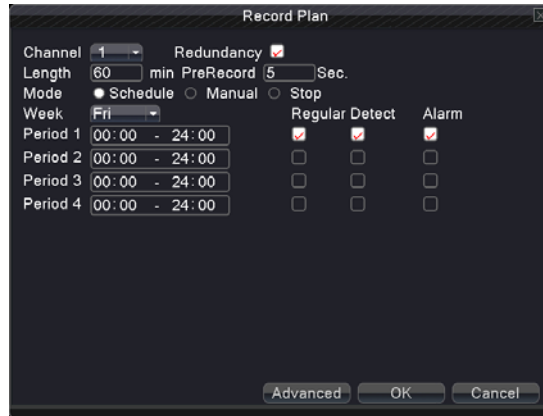 Record Plan
Channel 1 Redundancy
Length 60 min PreRecord 5 Sec.
Mode Schedule Manual Stop
Week Fri Regular Detect Alarm
Period 1 00:00 - 24:00
Period 2 00:00 - 24:00
Period 3 00:00 - 24:00
Period 4 00:00 - 24:00
Advanced OK Cancel